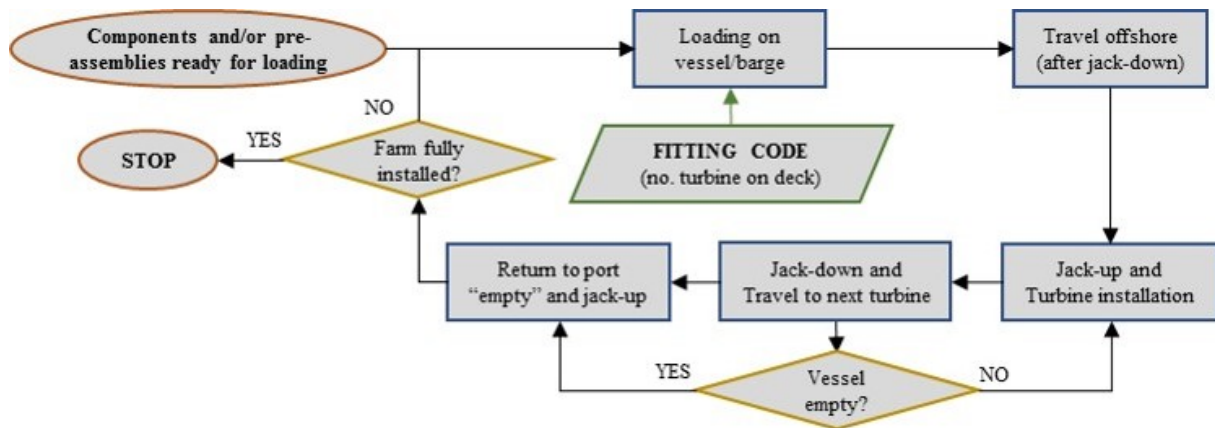 Components and/or pre-
assemblies ready for loading
Loading on
vessel/barge
Travel offshore
(after jack-down)
NO
YES
STOP
Farm fully
installed?
FITTING CODE
(no. turbine on deck)
Return to port
“empty” and jack-up
Jack-down and
Travel to next turbine
Jack-up and
Turbine installation
YES
Vessel
empty?
NO